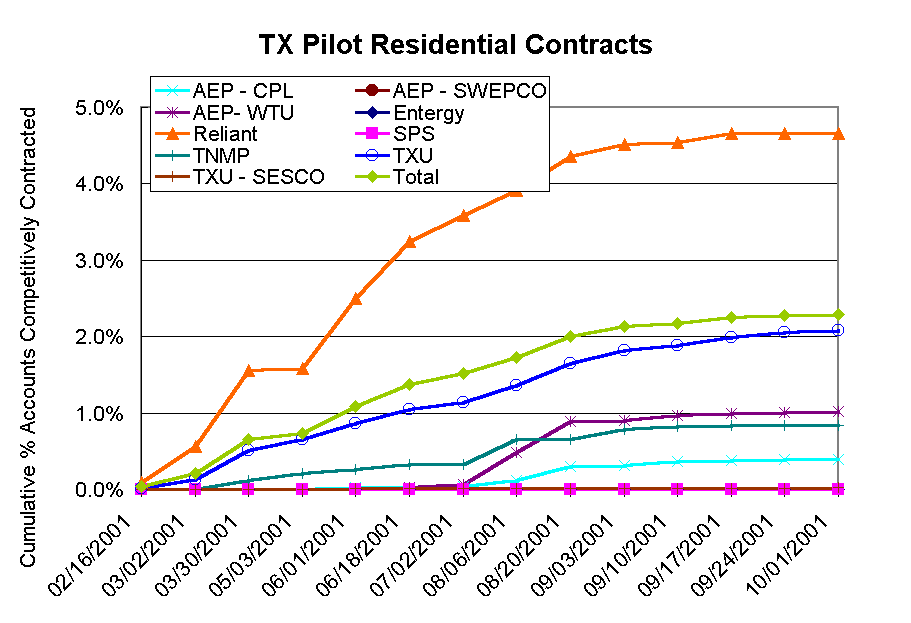 TX Pilot Residential Contracts
AEP - CPL AEP - SWEPCO
AEP- WTU Entergy
Reliant SPS
TNMP TXU
TXU - SESCO Total
Cumulative % Accounts Competitively Contracted
5.0%
4.0%
3.0%
2.0%
1.0%
0.0%
02/16/2001
03/02/2001
03/30/2001
05/03/2001
06/01/2001
06/18/2001
07/02/2001
08/06/2001
08/20/2001
09/03/2001
09/10/2001
09/17/2001
09/24/2001
10/01/2001